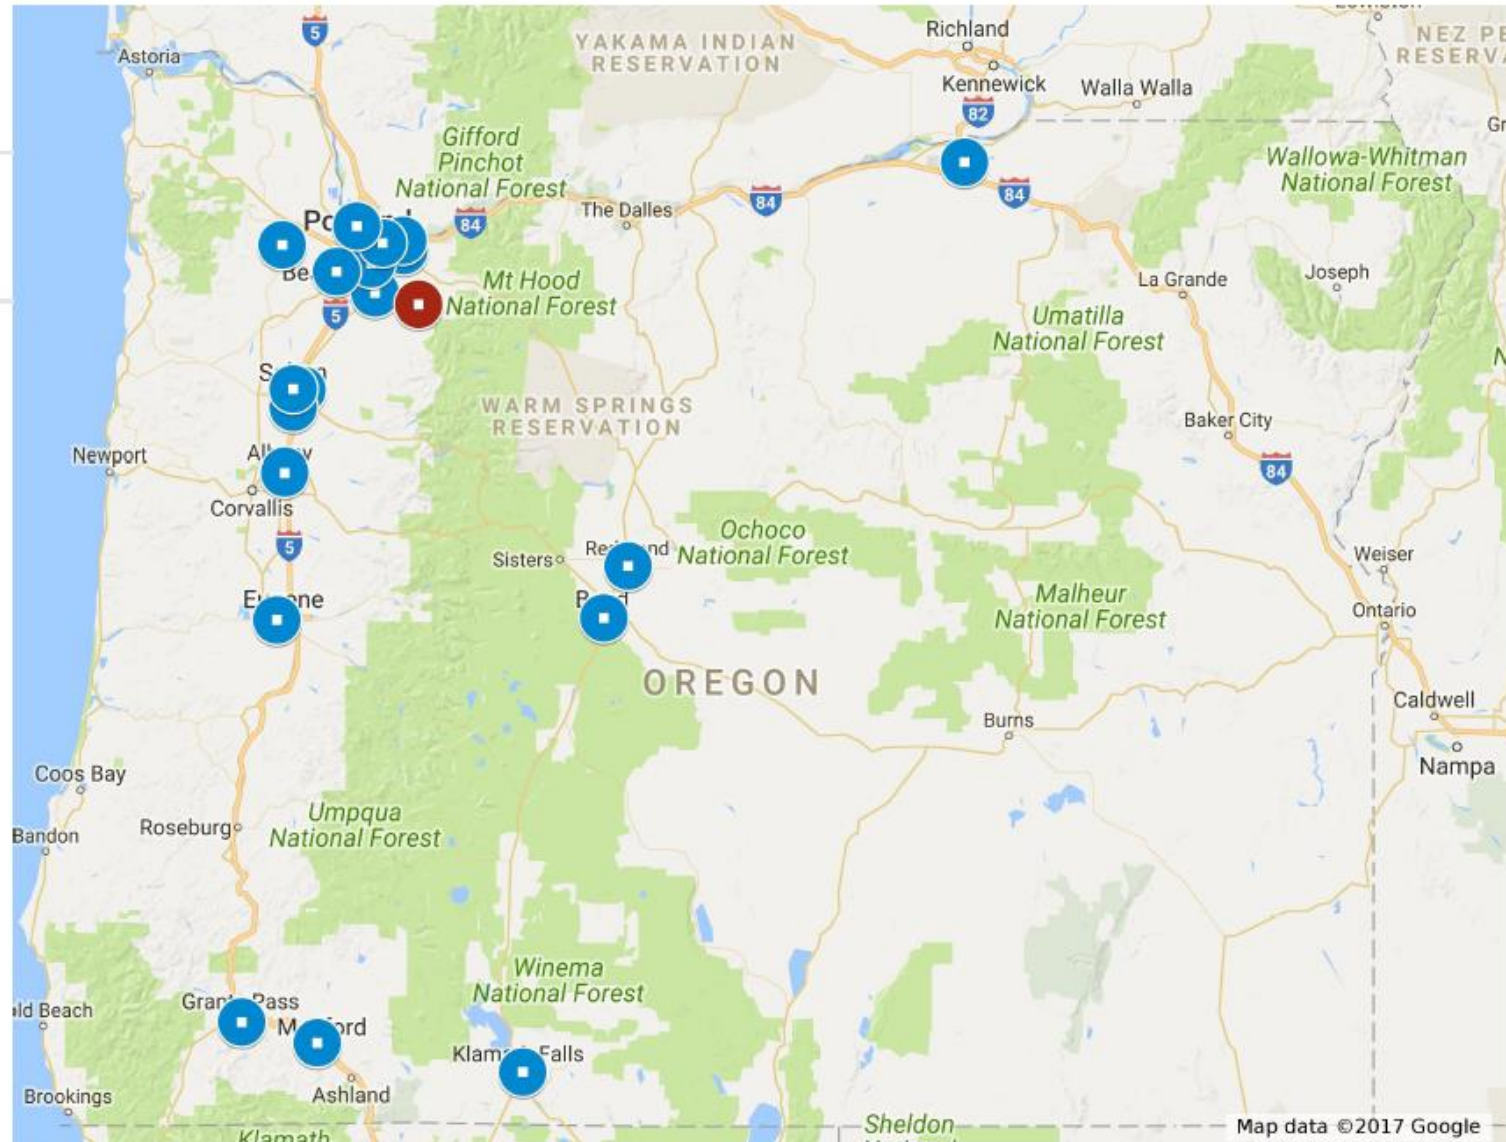 5
Astoria
YAKAMA INDIAN
RESERVATION
Richland
Kennewick
Walla Walla
82
Gifford
Pinchot
National Forest
Wallowa-Whitman
National Forest
84
84
84
The Dalles
Mt Hood
National Forest
La Grande
Joseph
5
Umatilla
National Forest
WARM SPRINGS
RESERVATION
Baker City
Newport
84
Corvallis
5
Ochoco
National Forest
Sisters
Weiser
Malheur
National Forest
Ontario
OREGON
Caldwell
Burns
Nampa
Coos Bay
Umpqua
National Forest
Roseburg
Bandon
Winema
National Forest
Beach
Falls
Ashland
Brookings
Sheldon
Klamath
Map data ©2017 Google